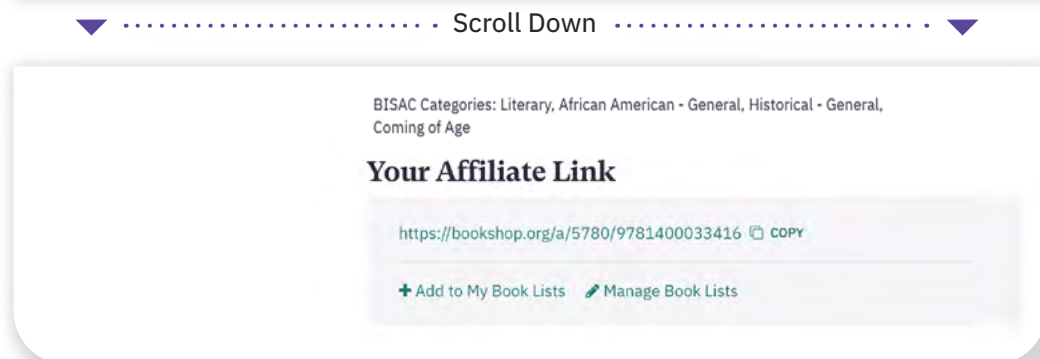 Scroll Down
BISAC Categories: Literary, African American - General, Historical - General,
Coming of Age
Your Affiliate Link
https://bookshop.org/a/5780/9781400033416 COPY
Add to My Book Lists Manage Book Lists